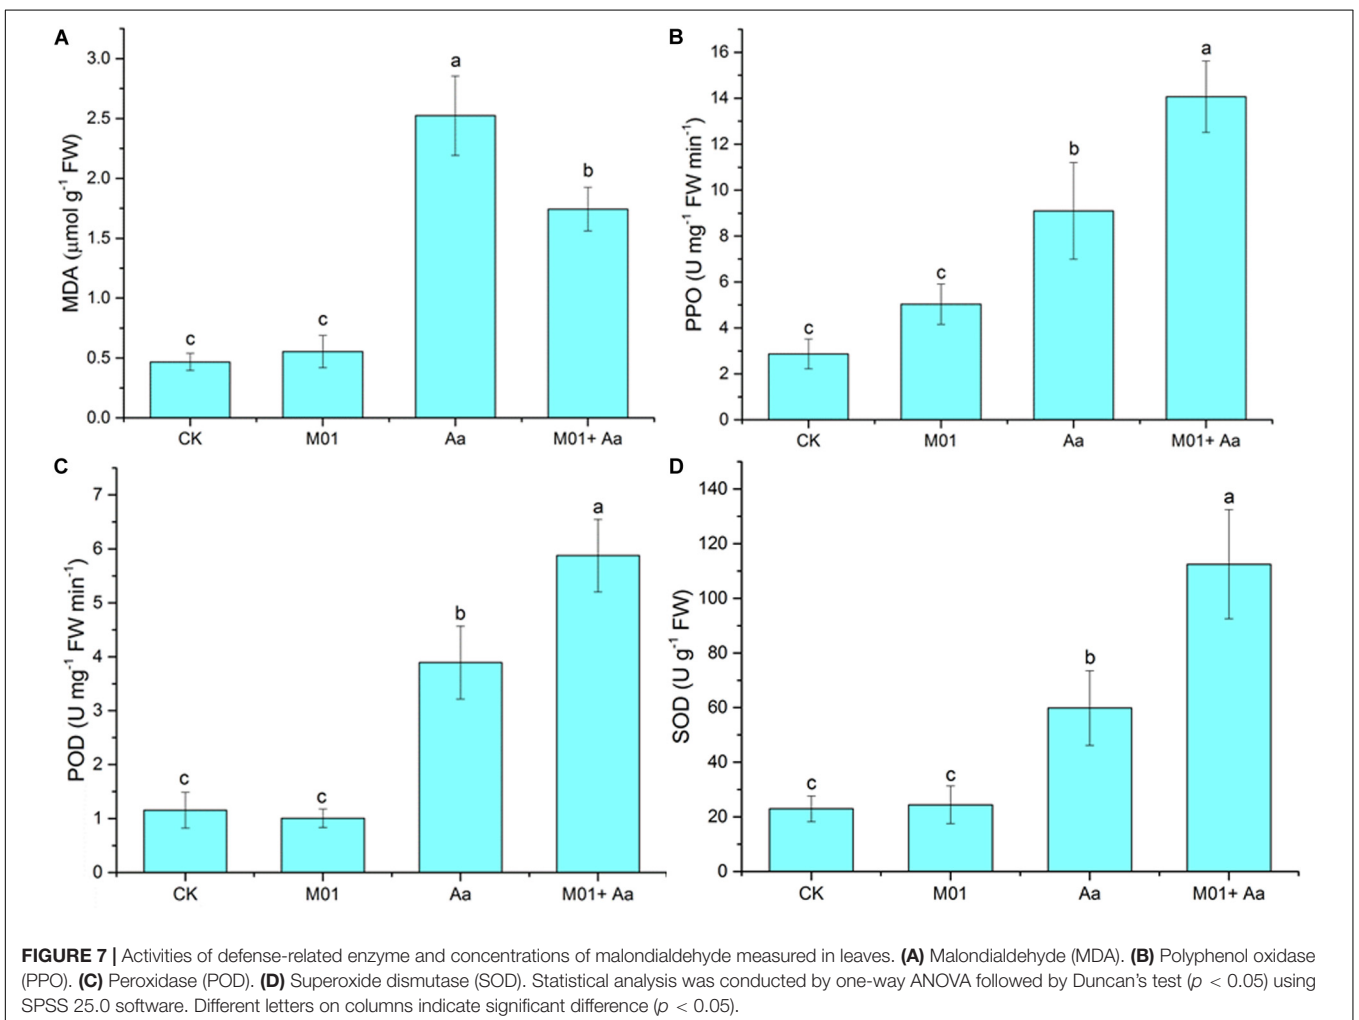 A
MDA (μmol g⁻¹ FW)
3.0
2.5
2.0
1.5
1.0
0.5
0.0
c
c
a
b
CK
M01
Aa
M01+ Aa
B
PPO (U mg⁻¹ FW min⁻¹)
16
14
12
10
8
6
4
2
0
c
c
b
a
CK
M01
Aa
M01+ Aa
C
POD (U mg⁻¹ FW min⁻¹)
7
6
5
4
3
2
1
0
c
c
b
a
CK
M01
Aa
M01+ Aa
D
SOD (U g⁻¹ FW)
140
120
100
80
60
40
20
0
c
c
b
a
CK
M01
Aa
M01+ Aa
FIGURE 7 | Activities of defense-related enzyme and concentrations of malondialdehyde measured in leaves. (A) Malondialdehyde (MDA). (B) Polyphenol oxidase
(PPO). (C) Peroxidase (POD). (D) Superoxide dismutase (SOD). Statistical analysis was conducted by one-way ANOVA followed by Duncan's test (p < 0.05) using
SPSS 25.0 software. Different letters on columns indicate significant difference (p < 0.05).